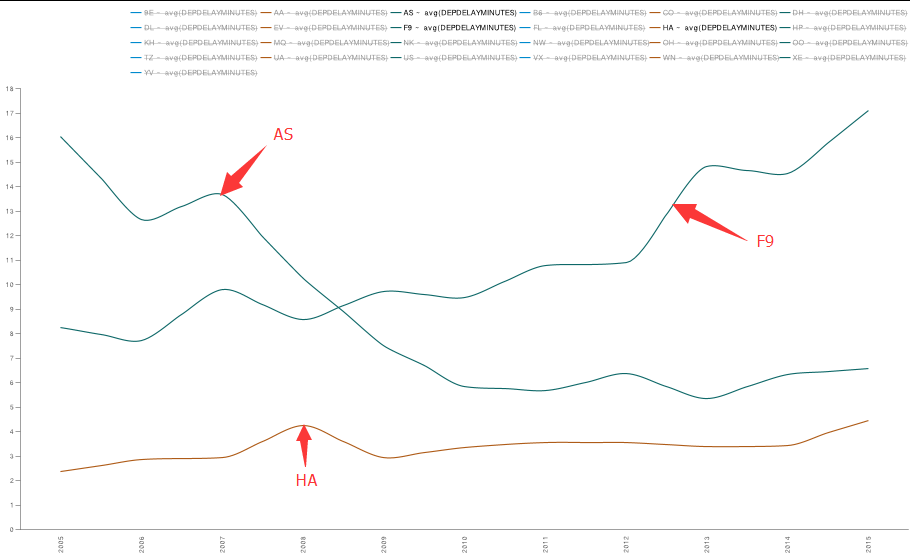 9E - avg(DEPDELAYMINUTES) AA - avg(DEPDELAYMINUTES) AS - avg(DEPDELAYMINUTES) B6 - avg(DEPDELAYMINUTES) CO - avg(DEPDELAYMINUTES) DH - avg(DEPDELAYMINUTES)
DL - avg(DEPDELAYMINUTES) EV - avg(DEPDELAYMINUTES) F9 - avg(DEPDELAYMINUTES) FL - avg(DEPDELAYMINUTES) HA - avg(DEPDELAYMINUTES) HP - avg(DEPDELAYMINUTES)
KH - avg(DEPDELAYMINUTES) MQ - avg(DEPDELAYMINUTES) NK - avg(DEPDELAYMINUTES) NW - avg(DEPDELAYMINUTES) OH - avg(DEPDELAYMINUTES) OO - avg(DEPDELAYMINUTES)
TZ - avg(DEPDELAYMINUTES) UA - avg(DEPDELAYMINUTES) US - avg(DEPDELAYMINUTES) VX - avg(DEPDELAYMINUTES) WN - avg(DEPDELAYMINUTES) XE - avg(DEPDELAYMINUTES)
YV - avg(DEPDELAYMINUTES)
18
17
16
AS
15
14
13
F9
12
11
10
9
8
7
6
5
4
3
HA
2
1
0
2005 2006 2007 2008 2009 2010 2011 2012 2013 2014 2015